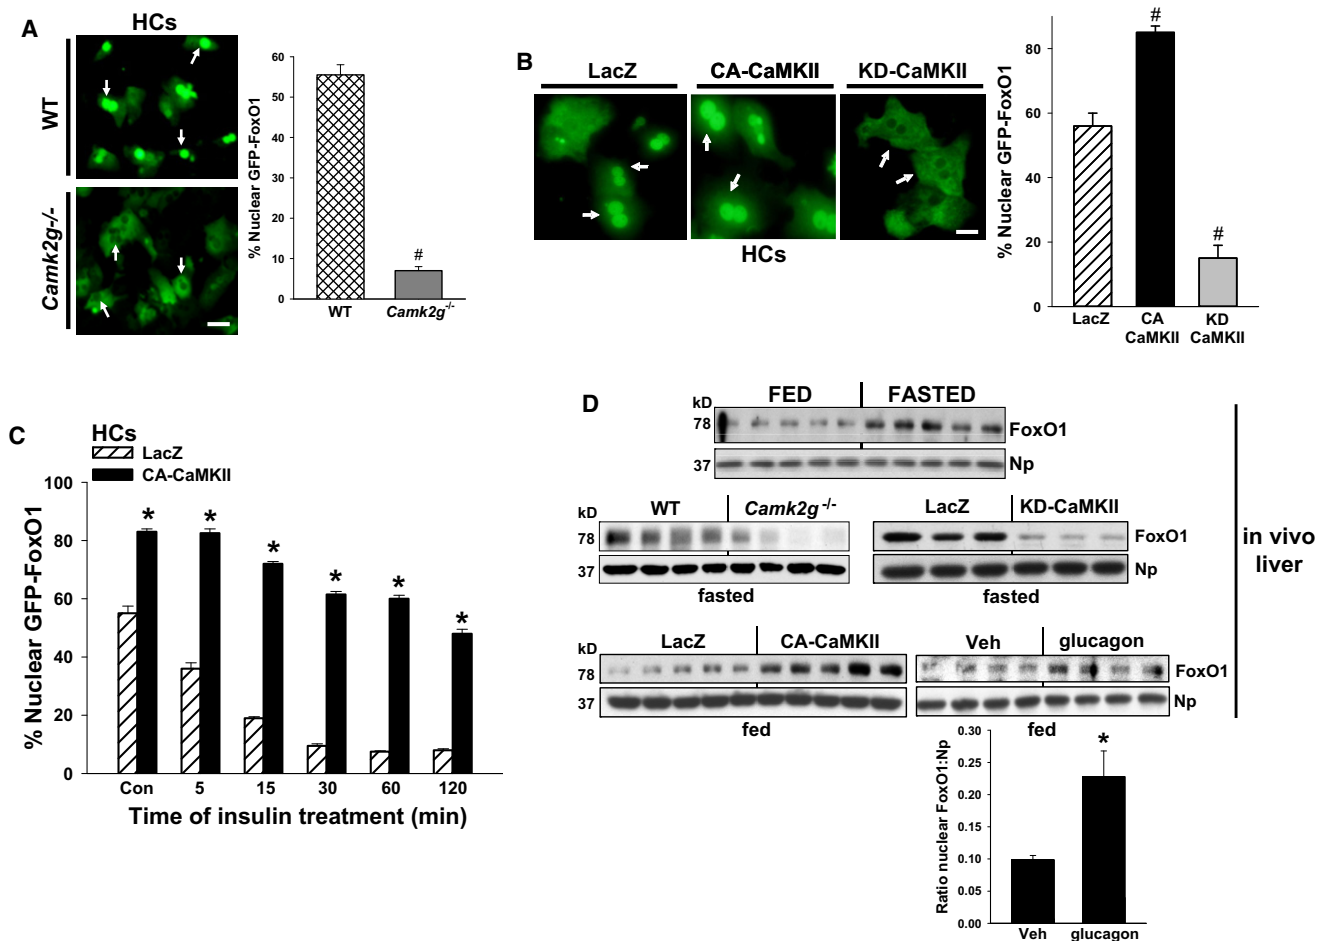 A
HCs
WT
Camk2g-/-
% Nuclear GFP-FoxO1
60
50
40
30
20
10
0
#
WT
Camk2g-/-
B
LacZ
CA-CaMKII
KD-CaMKII
HCs
% Nuclear GFP-FoxO1
80
60
40
20
0
#
#
LacZ
CA
CaMKII
KD
CaMKII
C
HCs
LacZ
CA-CaMKII
% Nuclear GFP-FoxO1
100
80
60
40
20
0
*
*
*
*
*
*
Con
5
15
30
60
120
Time of insulin treatment (min)
D
kD
FED
FASTED
78
FoxO1
37
Np
kD
WT
Camk2g -/-
78
37
fasted
LacZ
KD-CaMKII
FoxO1
Np
fasted
in vivo
liver
kD
LacZ
CA-CaMKII
78
37
fed
Veh
glucagon
FoxO1
Np
fed
Ratio nuclear FoxO1:Np
0.30
0.25
0.20
0.15
0.10
0.05
0.00
*
Veh
glucagon